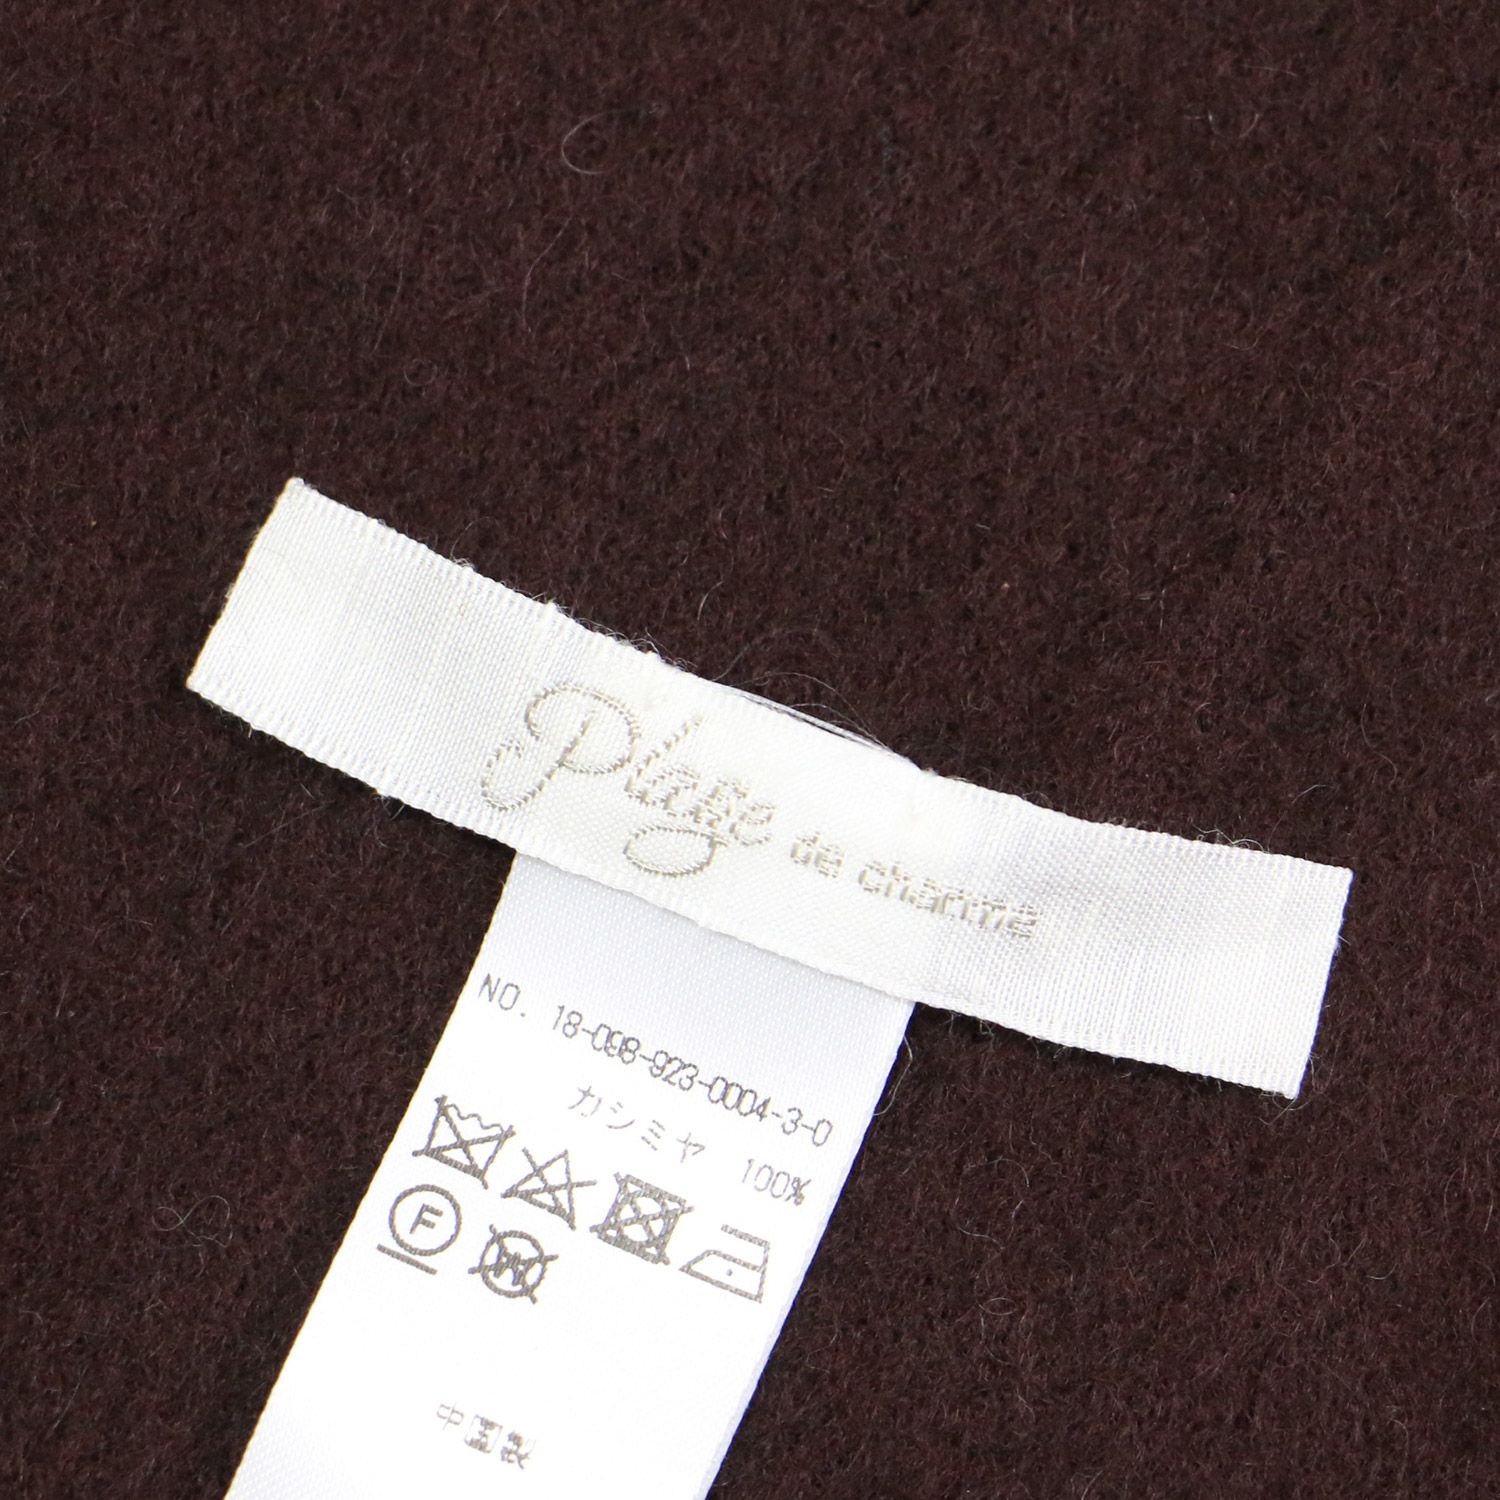 Plage de charme
NO. 18-098-923-0004-3-0
カシミヤ 100%
F
W
中国製